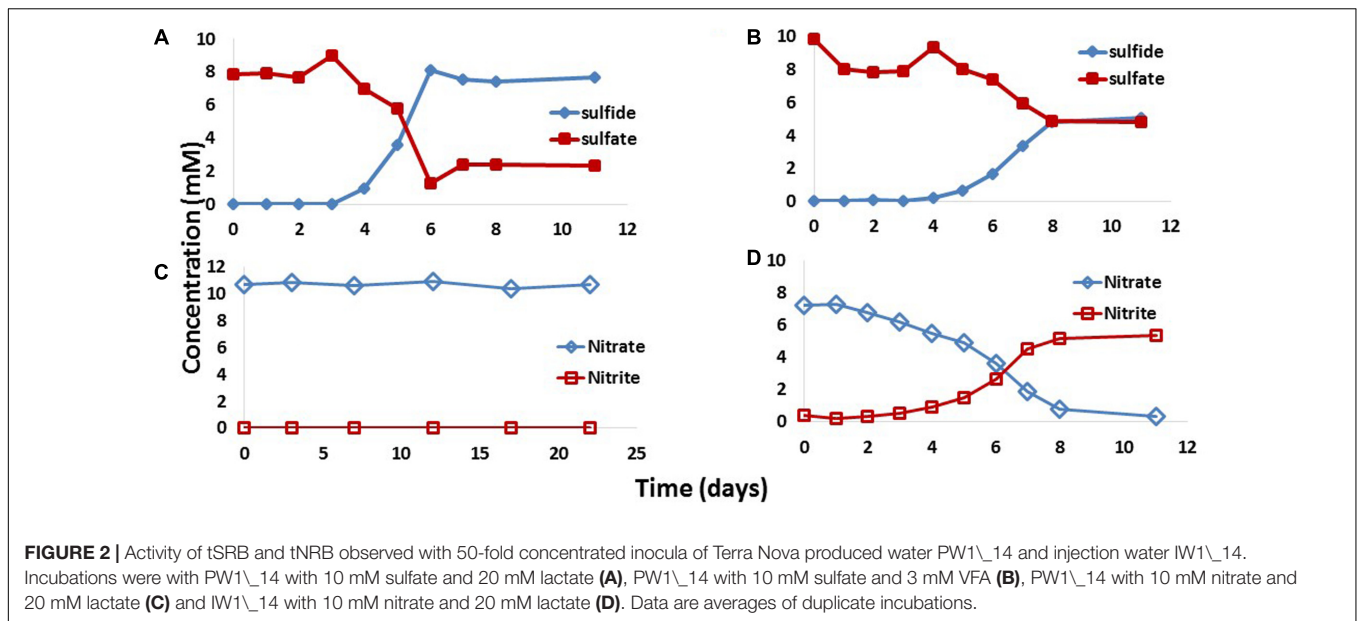 A
10
8
6
4
2
0
0 2 4 6 8 10 12
sulfide
sulfate
B
10
8
6
4
2
0
0 2 4 6 8 10 12
sulfide
sulfate
Concentration (mM)
C
12
10
8
6
4
2
0
0 5 10 15 20 25
Nitrate
Nitrite
D
10
8
6
4
2
0
0 2 4 6 8 10 12
Nitrate
Nitrite
Time (days)
FIGURE 2 | Activity of tSRB and tNRB observed with 50-fold concentrated inocula of Terra Nova produced water PW1\_14 and injection water IW1\_14.
Incubations were with PW1\_14 with 10 mM sulfate and 20 mM lactate (A), PW1\_14 with 10 mM sulfate and 3 mM VFA (B), PW1\_14 with 10 mM nitrate and
20 mM lactate (C) and IW1\_14 with 10 mM nitrate and 20 mM lactate (D). Data are averages of duplicate incubations.